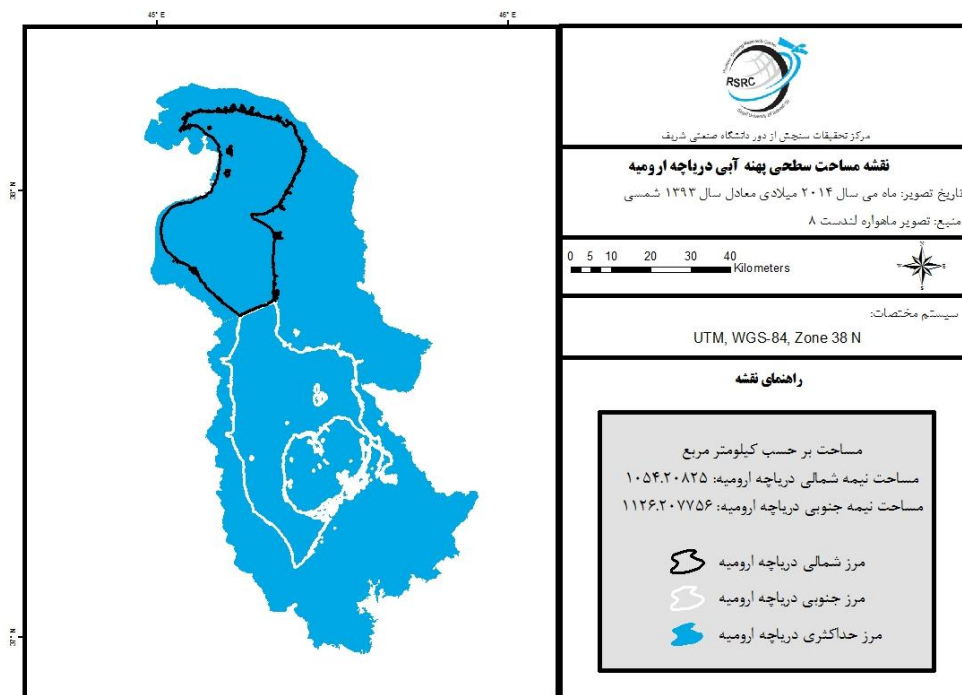 45° E
46° E
38° N
37° N
RSRC
مرکز تحقیقات سنجش از دور دانشگاه صنعتی شریف
نقشه مساحت سطحی پهنه آبی دریاچه ارومیه
تاریخ تصویر: ماه می سال ۲۰۱۴ میلادی معادل سال ۱۳۹۳ شمسی
منبع: تصویر ماهواره لندست ۸
0 5 10 20 30 40
Kilometers
N
سیستم مختصات:
UTM, WGS-84, Zone 38 N
راهنمای نقشه
مساحت بر حسب کیلومتر مربع
مساحت نیمه شمالی دریاچه ارومیه: ۱۰۵۴.۲۰۸۲۵
مساحت نیمه جنوبی دریاچه ارومیه: ۱۱۲۶.۲۰۷۷۵۶
مرز شمالی دریاچه ارومیه
مرز جنوبی دریاچه ارومیه
مرز حداکثری دریاچه ارومیه